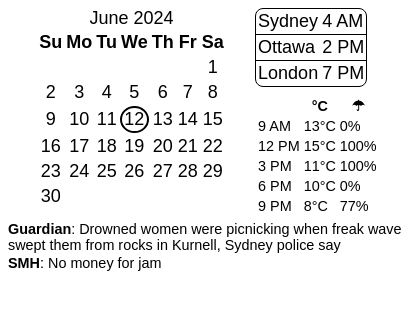 June 2024
Su Mo Tu We Th Fr Sa
1
2 3 4 5 6 7 8
9 10 11 12 13 14 15
16 17 18 19 20 21 22
23 24 25 26 27 28 29
30
Sydney 4 AM
Ottawa 2 PM
London 7 PM
°C ☂
9 AM 13°C 0%
12 PM 15°C 100%
3 PM 11°C 100%
6 PM 10°C 0%
9 PM 8°C 77%
Guardian: Drowned women were picnicking when freak wave
swept them from rocks in Kurnell, Sydney police say
SMH: No money for jam